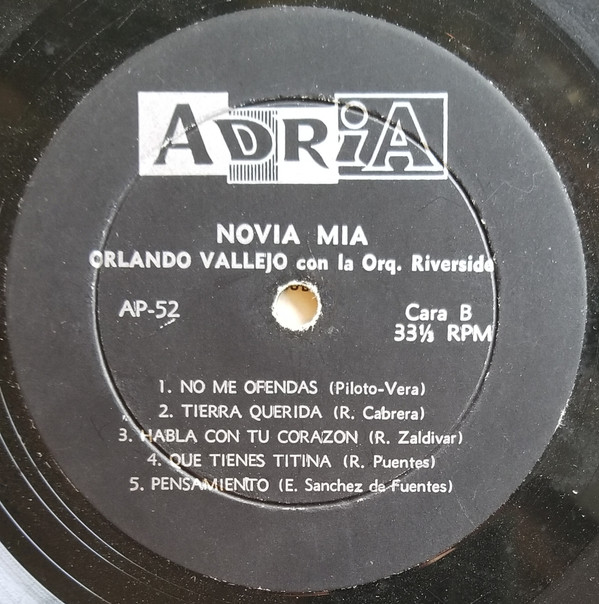 ADRiA
NOVIA MIA
ORLANDO VALLEJO con la Orq. Riverside
AP-52
Cara B
33⅓ RPM
1. NO ME OFENDAS (Piloto-Vera)
2. TIERRA QUERIDA (R. Cabrera)
3. HABLA CON TU CORAZON (R. Zaldivar)
4. QUE TIENES TITINA (R. Puentes)
5. PENSAMIENTO (E. Sanchez de Fuentes)